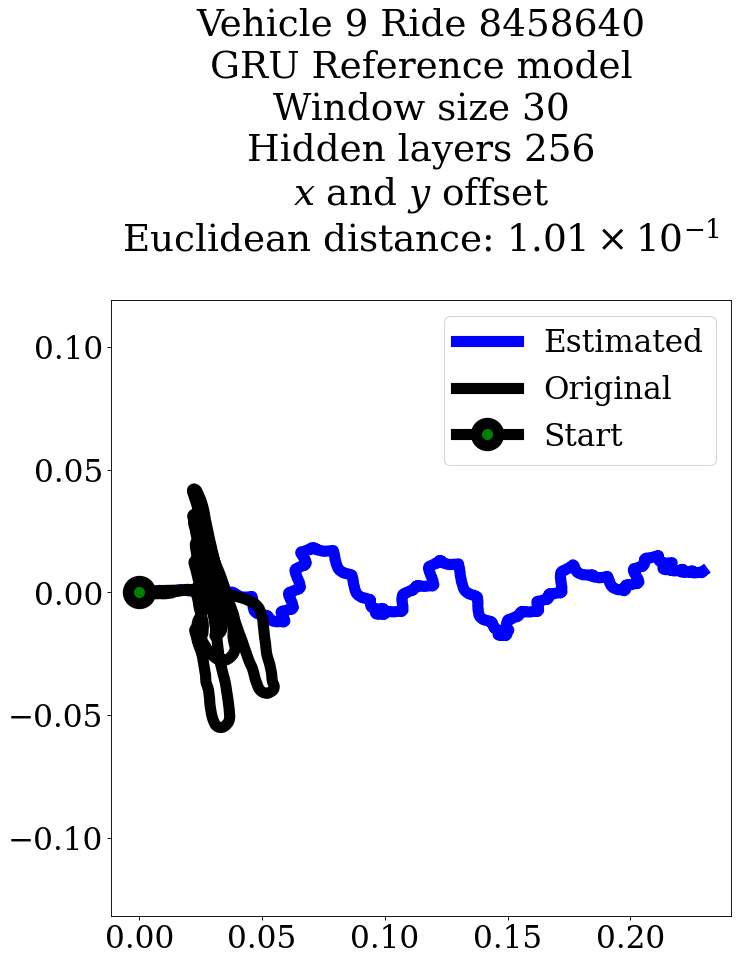 Vehicle 9 Ride 8458640
GRU Reference model
Window size 30
Hidden layers 256
x and y offset
Euclidean distance: 1.01 × 10⁻¹
Estimated
Original
Start
0.10
0.05
0.00
−0.05
−0.10
0.00 0.05 0.10 0.15 0.20